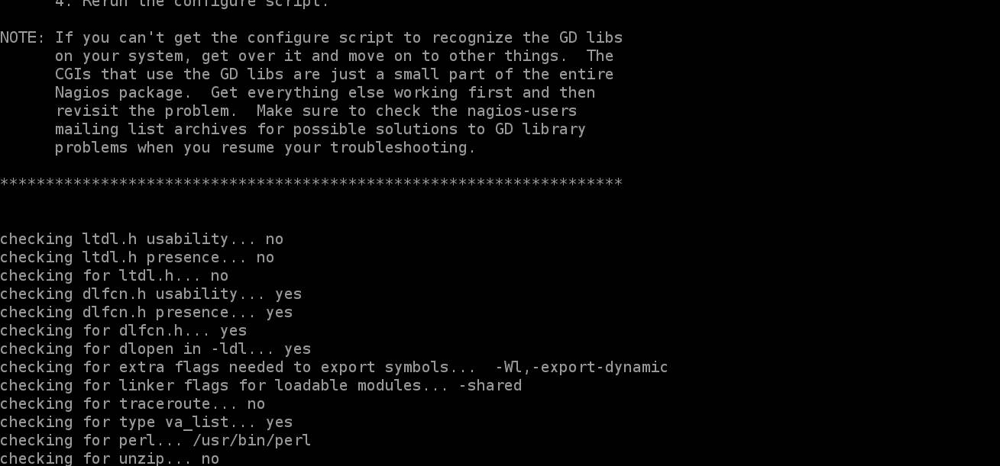 4. Rerun the configure script.
NOTE: If you can't get the configure script to recognize the GD libs
on your system, get over it and move on to other things.  The
CGIs that use the GD libs are just a small part of the entire
Nagios package.  Get everything else working first and then
revisit the problem.  Make sure to check the nagios-users
mailing list archives for possible solutions to GD library
problems when you resume your troubleshooting.
********************************************************************
checking ltdl.h usability... no
checking ltdl.h presence... no
checking for ltdl.h... no
checking dlfcn.h usability... yes
checking dlfcn.h presence... yes
checking for dlfcn.h... yes
checking for dlopen in -ldl... yes
checking for extra flags needed to export symbols...  -Wl,-export-dynamic
checking for linker flags for loadable modules... -shared
checking for traceroute... no
checking for type va_list... yes
checking for perl... /usr/bin/perl
checking for unzip... no